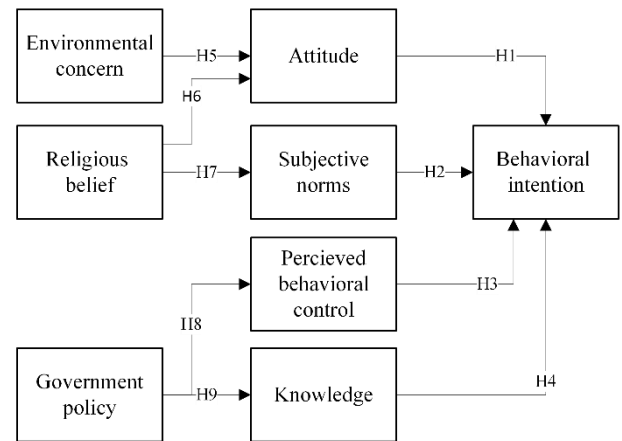 Environmental
concern
H5
Attitude
H1
H6
Religious
belief
H7
Subjective
norms
H2
Behavioral
intention
Percieved
behavioral
control
H3
H8
Government
policy
H9
Knowledge
H4